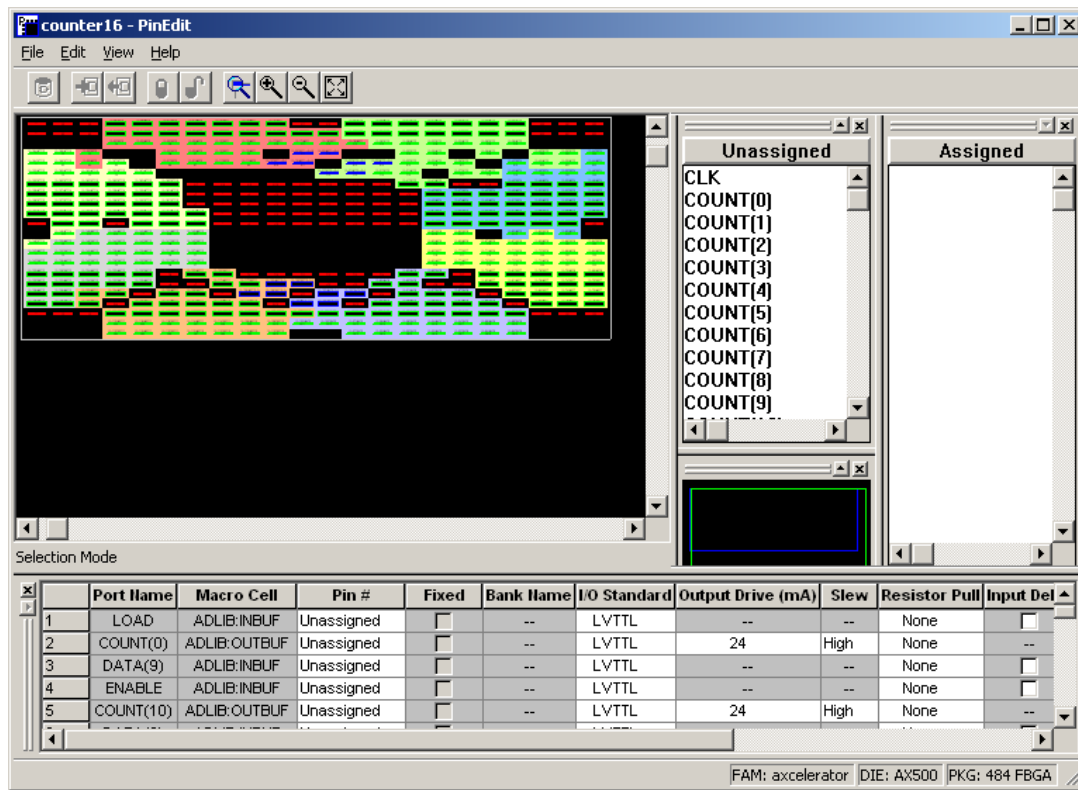 counter16 - PinEdit
File Edit View Help
Unassigned
CLK
COUNT(0)
COUNT(1)
COUNT(2)
COUNT(3)
COUNT(4)
COUNT(5)
COUNT(6)
COUNT(7)
COUNT(8)
COUNT(9)
Assigned
Selection Mode
Port Name Macro Cell Pin # Fixed Bank Name I/O Standard Output Drive (mA) Slew Resistor Pull Input Del
1 LOAD ADLIB:INBUF Unassigned -- LVTTL -- -- None
2 COUNT(0) ADLIB:OUTBUF Unassigned -- LVTTL 24 High None --
3 DATA(9) ADLIB:INBUF Unassigned -- LVTTL -- -- None
4 ENABLE ADLIB:INBUF Unassigned -- LVTTL -- -- None
5 COUNT(10) ADLIB:OUTBUF Unassigned -- LVTTL 24 High None --
FAM: axcelerator DIE: AX500 PKG: 484 FBGA